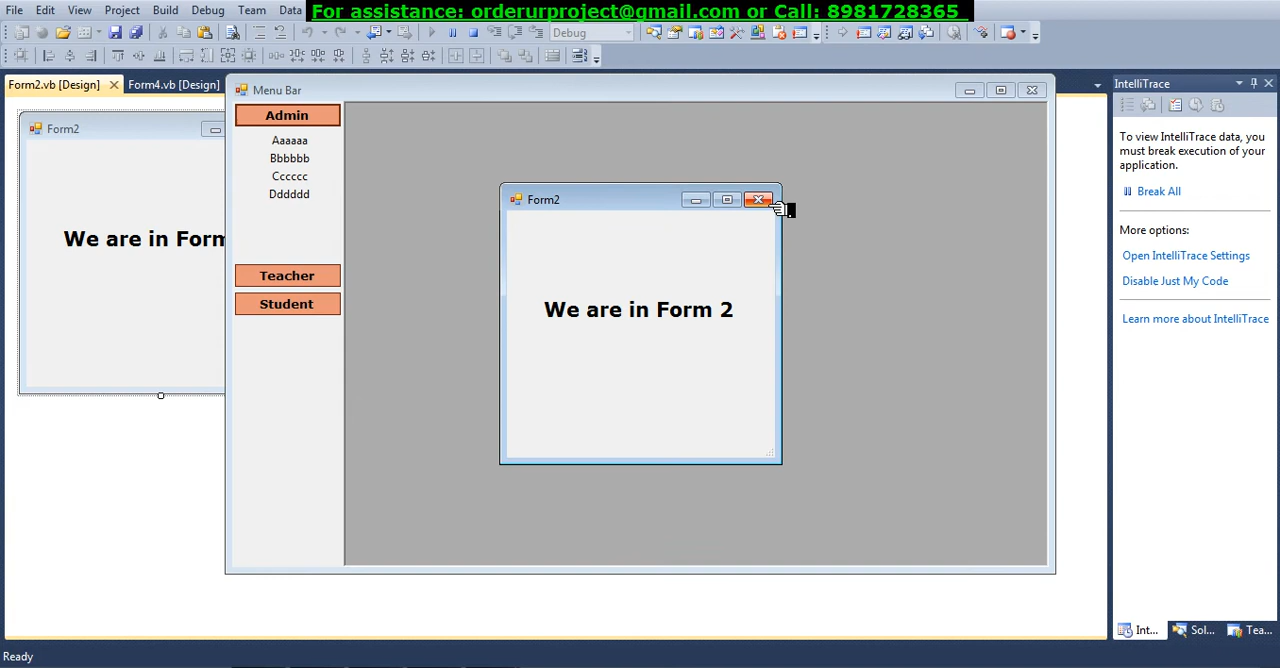 File Edit View Project Build Debug Team Data
For assistance: orderurproject@gmail.com or Call: 8981728365
Debug
Form2.vb [Design] Form4.vb [Design]
Menu Bar
IntelliTrace
Form2
We are in Form
Admin
Aaaaaa
Bbbbbb
Cccccc
Dddddd
Teacher
Student
Form2
We are in Form 2
To view IntelliTrace data, you
must break execution of your
application.
Break All
More options:
Open IntelliTrace Settings
Disable Just My Code
Learn more about IntelliTrace
Int... Sol... Tea...
Ready